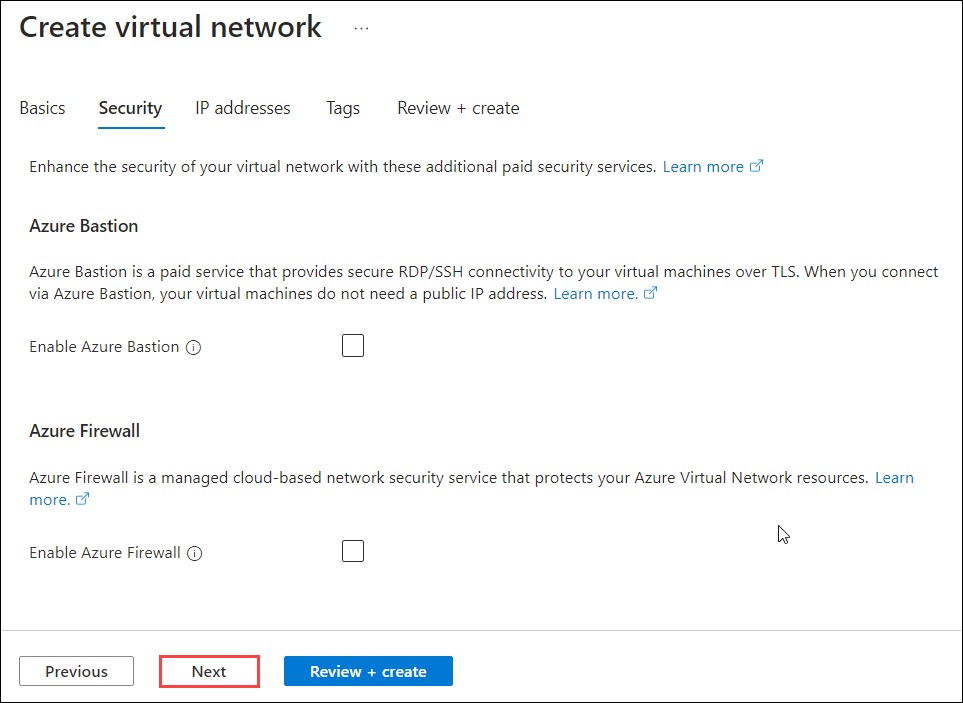 Create virtual network ...
Basics Security IP addresses Tags Review + create
Enhance the security of your virtual network with these additional paid security services. Learn more
Azure Bastion
Azure Bastion is a paid service that provides secure RDP/SSH connectivity to your virtual machines over TLS. When you connect
via Azure Bastion, your virtual machines do not need a public IP address. Learn more.
Enable Azure Bastion
Azure Firewall
Azure Firewall is a managed cloud-based network security service that protects your Azure Virtual Network resources. Learn
more.
Enable Azure Firewall
Previous Next Review + create